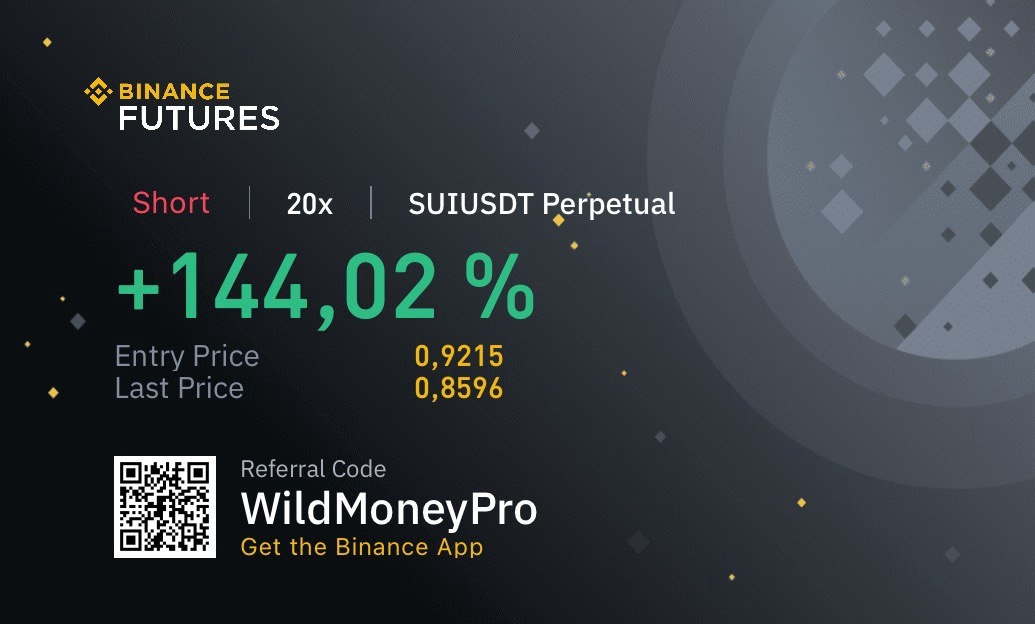 BINANCE
FUTURES
Short | 20x | SUIUSDT Perpetual
+144,02 %
Entry Price 0,9215
Last Price 0,8596
Referral Code
WildMoneyPro
Get the Binance App